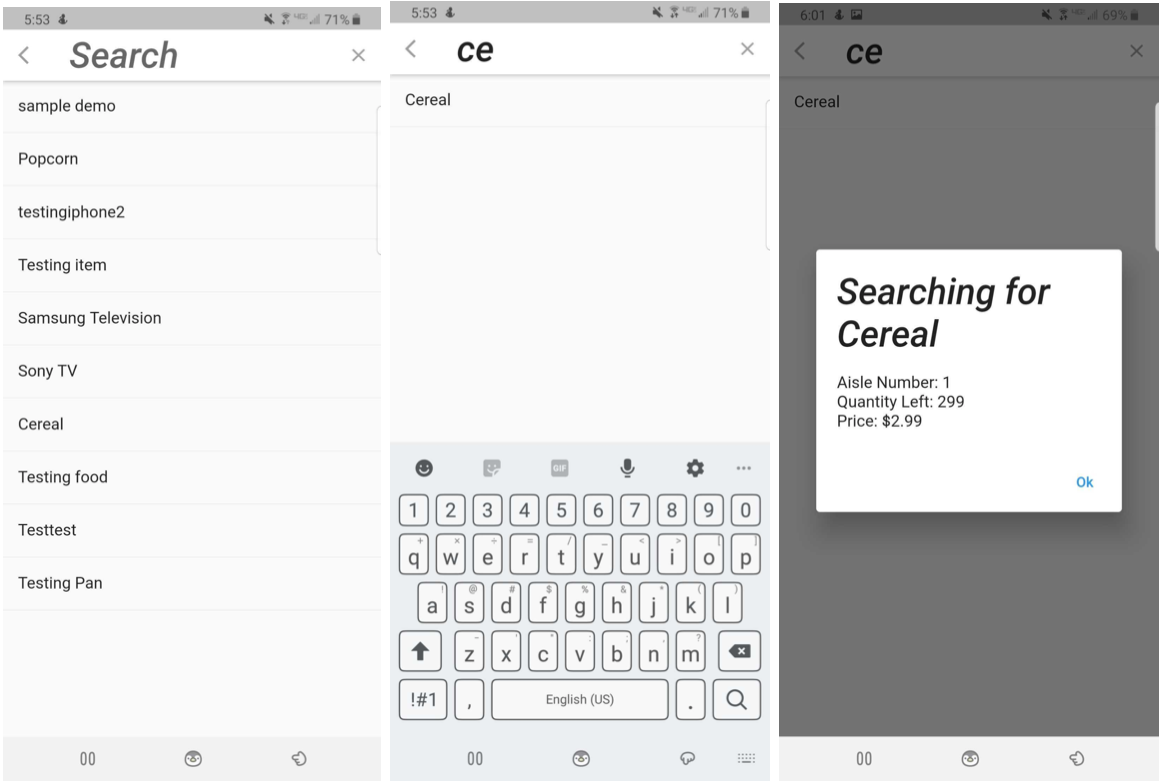 5:53 71%
Search
sample demo
Popcorn
testingiphone2
Testing item
Samsung Television
Sony TV
Cereal
Testing food
Testtest
Testing Pan
5:53 71%
ce
Cereal
GIF
1 2 3 4 5 6 7 8 9 0
q w e r t y u i o p
a s d f g h j k l
z x c v b n m
!#1 , English (US) .
6:01 69%
ce
Cereal
Searching for
Cereal
Aisle Number: 1
Quantity Left: 299
Price: $2.99
Ok